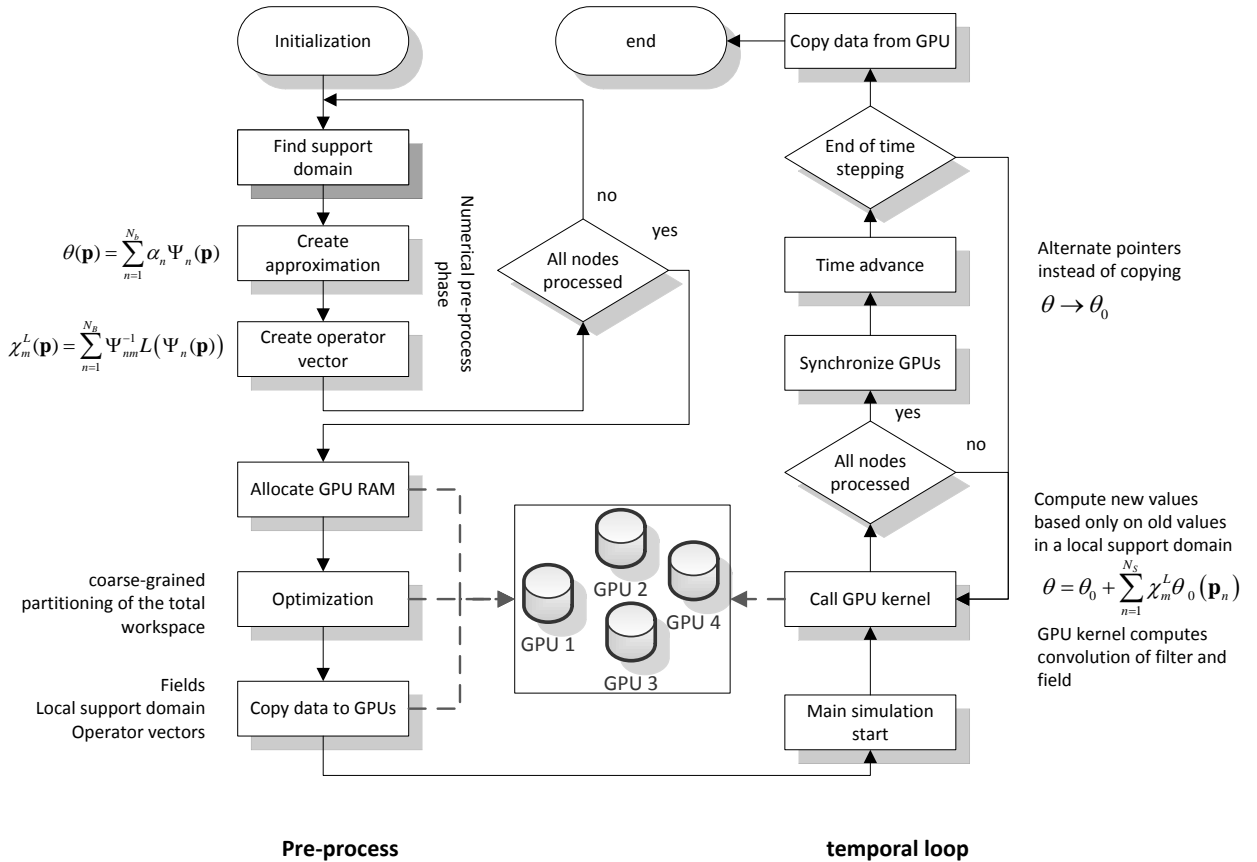 Initialization
Find support
domain
θ(p) = ∑_{n=1}^{N_b} α_n Ψ_n(p)
Create
approximation
χ_m^L(p) = ∑_{n=1}^{N_B} Ψ_{nm}^{-1} L(Ψ_n(p))
Create operator
vector
Numerical pre-process
phase
no
yes
All nodes
processed
Allocate GPU RAM
coarse-grained
partitioning of the total
workspace
Optimization
Fields
Local support domain
Operator vectors
Copy data to GPUs
GPU 1
GPU 2
GPU 3
GPU 4
end
Copy data from GPU
End of time
stepping
Time advance
Alternate pointers
instead of copying
θ → θ_0
Synchronize GPUs
yes
no
All nodes
processed
Compute new values
based only on old values
in a local support domain
θ = θ_0 + ∑_{n=1}^{N_S} χ_m^L θ_0(p_n)
GPU kernel computes
convolution of filter and
field
Call GPU kernel
Main simulation
start
Pre-process
temporal loop